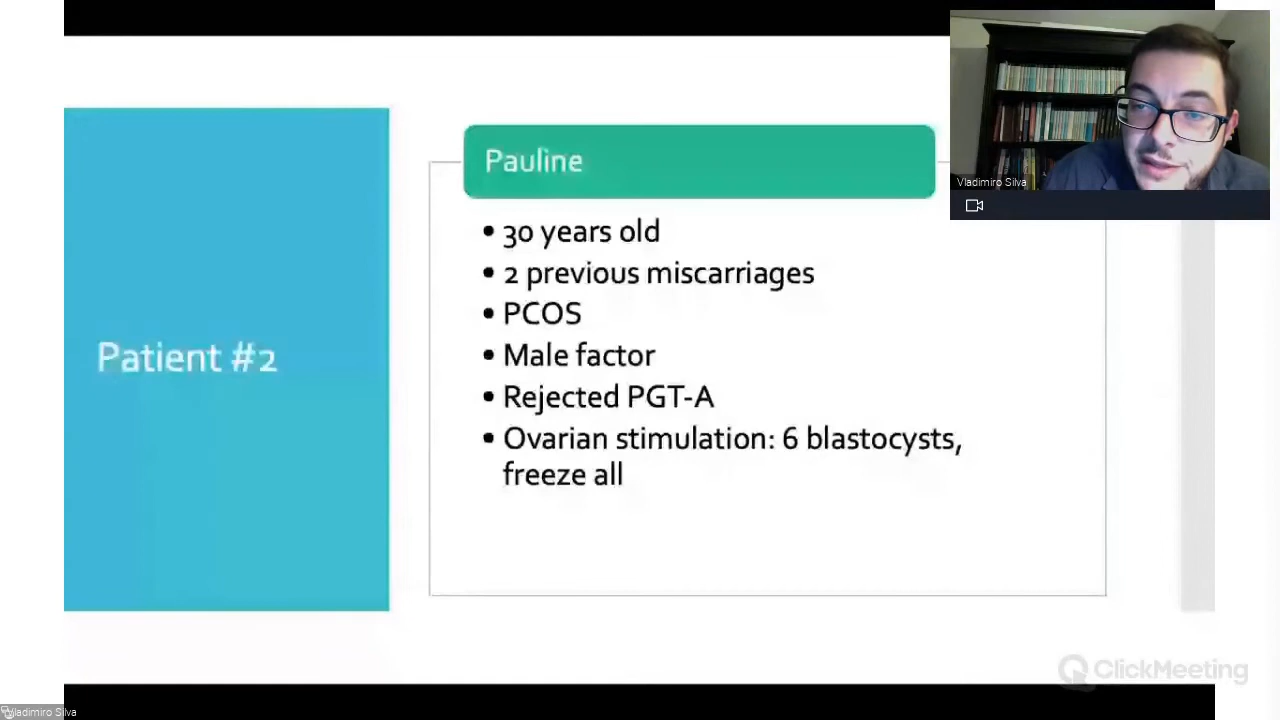 Pauline
Vladimiro Silva
• 30 years old
• 2 previous miscarriages
• PCOS
Patient #2
• Male factor
• Rejected PGT-A
• Ovarian stimulation: 6 blastocysts,
freeze all
ClickMeeting
Vladimiro Silva